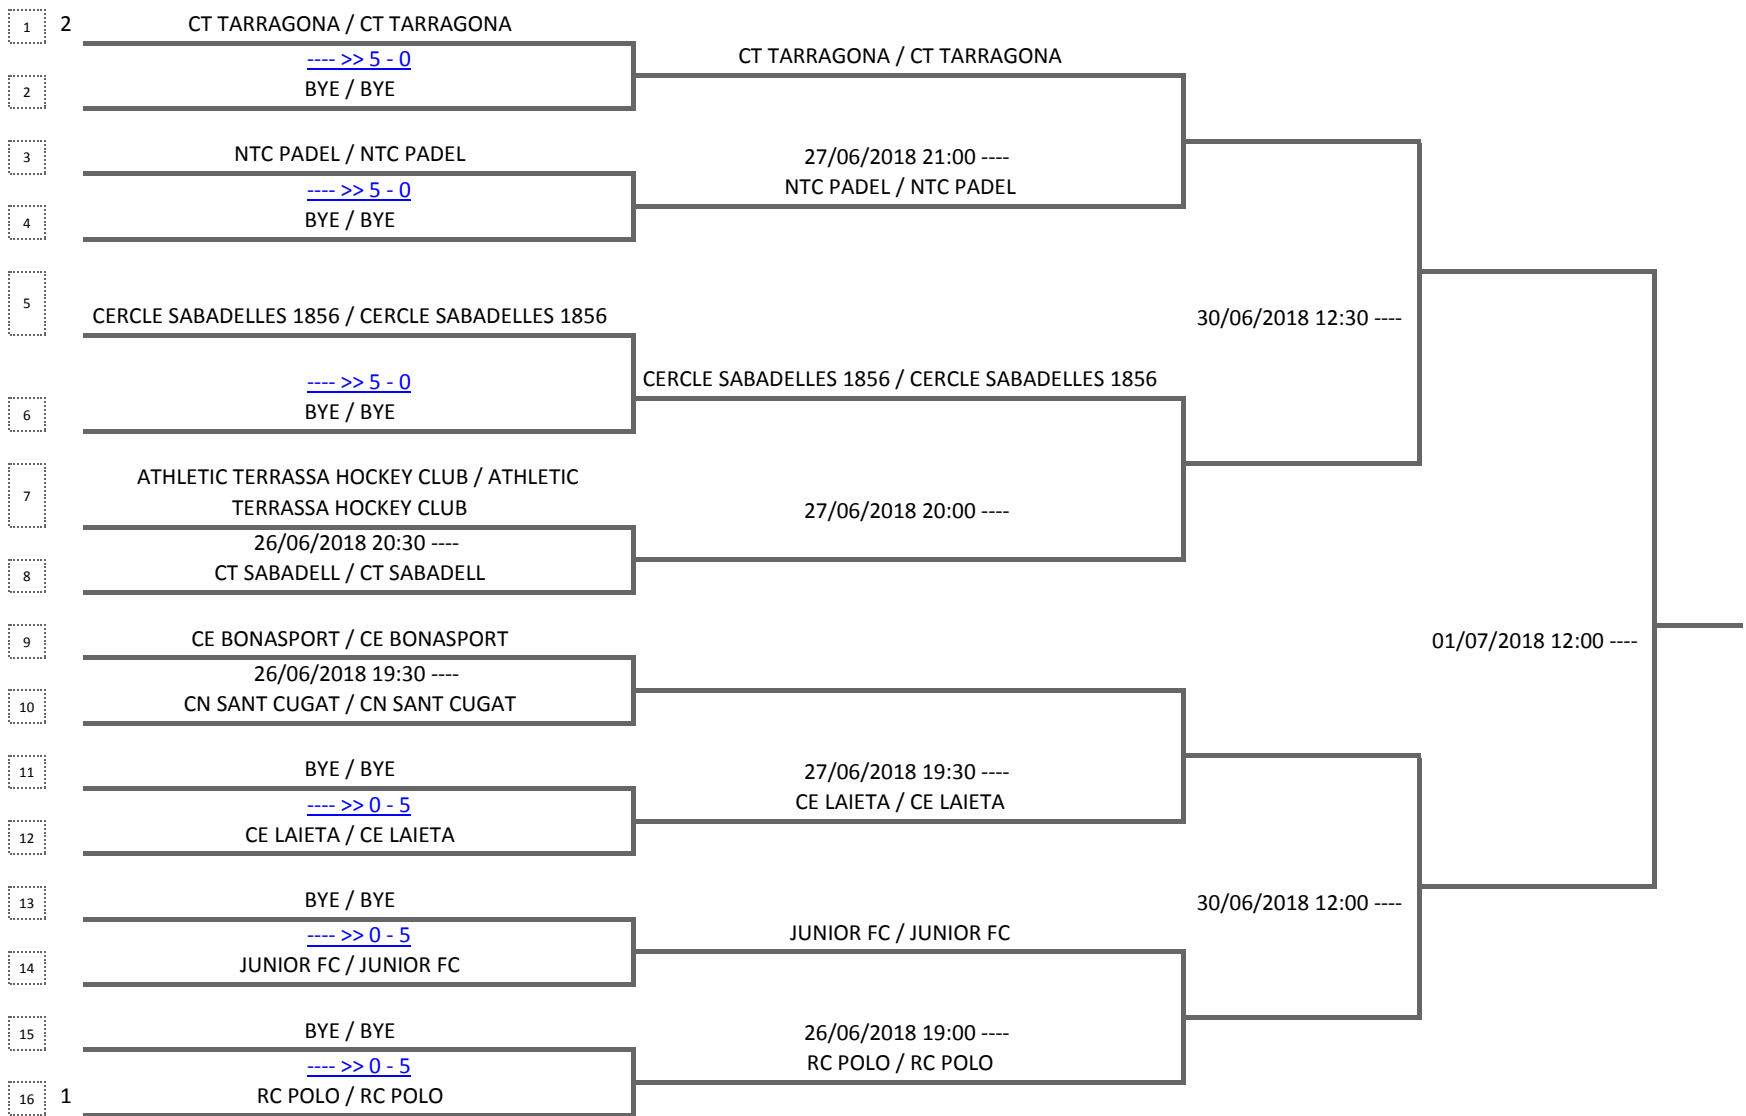 1 2 CT TARRAGONA / CT TARRAGONA
CT TARRAGONA / CT TARRAGONA
---- >> 5 - 0
2 BYE / BYE
3 NTC PADEL / NTC PADEL
27/06/2018 21:00 ----
---- >> 5 - 0
NTC PADEL / NTC PADEL
4 BYE / BYE
5
CERCLE SABADELLES 1856 / CERCLE SABADELLES 1856
30/06/2018 12:30 ----
---- >> 5 - 0
CERCLE SABADELLES 1856 / CERCLE SABADELLES 1856
6 BYE / BYE
7
ATHLETIC TERRASSA HOCKEY CLUB / ATHLETIC
TERRASSA HOCKEY CLUB
27/06/2018 20:00 ----
26/06/2018 20:30 ----
8 CT SABADELL / CT SABADELL
9 CE BONASPORT / CE BONASPORT
01/07/2018 12:00 ----
26/06/2018 19:30 ----
10 CN SANT CUGAT / CN SANT CUGAT
11 BYE / BYE
27/06/2018 19:30 ----
---- >> 0 - 5
CE LAIETA / CE LAIETA
12 CE LAIETA / CE LAIETA
13 BYE / BYE
30/06/2018 12:00 ----
---- >> 0 - 5
JUNIOR FC / JUNIOR FC
14 JUNIOR FC / JUNIOR FC
15 BYE / BYE
26/06/2018 19:00 ----
---- >> 0 - 5
RC POLO / RC POLO
16 1 RC POLO / RC POLO